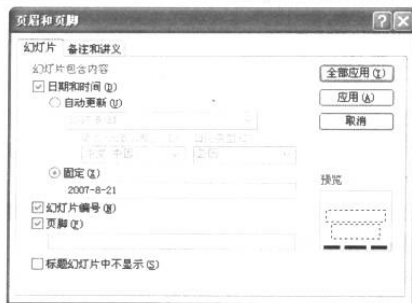 页眉和页脚
幻灯片 备注和讲义
幻灯片包含内容
日期和时间(D)
自动更新(U)
2007-8-21
固定(X)
2007-8-21
幻灯片编号(N)
页脚(F)
标题幻灯片中不显示(S)
全部应用(Y)
应用(A)
取消
预览